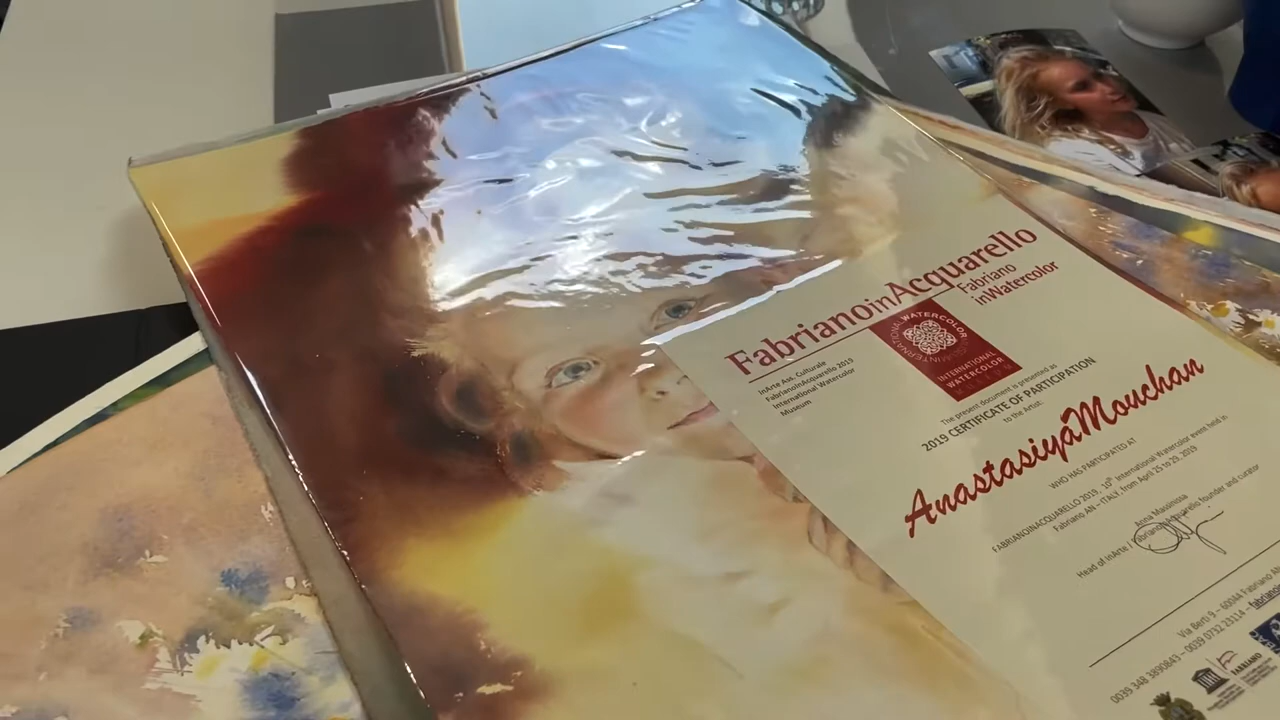 FabrianoinAcquarello
Fabriano
inWatercolor
InArte Ass. Culturale
FabrianoInAcquarello 2019
International Watercolor
Museum
INTERNATIONAL WATERCOLOR
INTERNATIONAL
WATERCOLOR
The present document is presented as
2019 CERTIFICATE OF PARTICIPATION
to the Artist:
AnastasiyaMouchan
WHO HAS PARTICIPATED AT
FABRIANOINACQUARELLO 2019, 10th International Watercolor event held in
Fabriano AN – ITALY, from April 25 to 29, 2019
Anna Massinissa
Head of InArte / FabrianoInAcquarello founder and curator
Via Berti 9 – 60044 Fabriano AN
0039 348 3890843 – 0039 0732 23114 – fabriano
FABRIANO